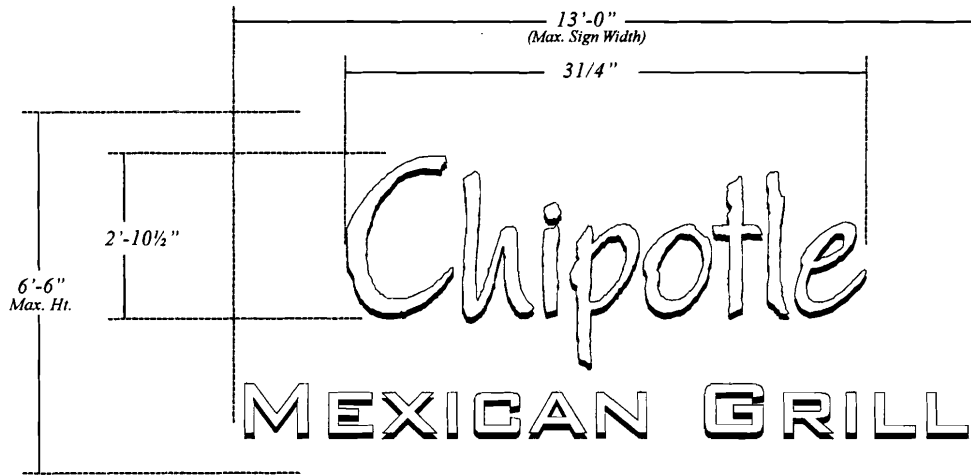 13'-0"
(Max. Sign Width)
31/4"
2'-10½"
6'-6"
Max. Ht.
Chipotle
MEXICAN GRILL